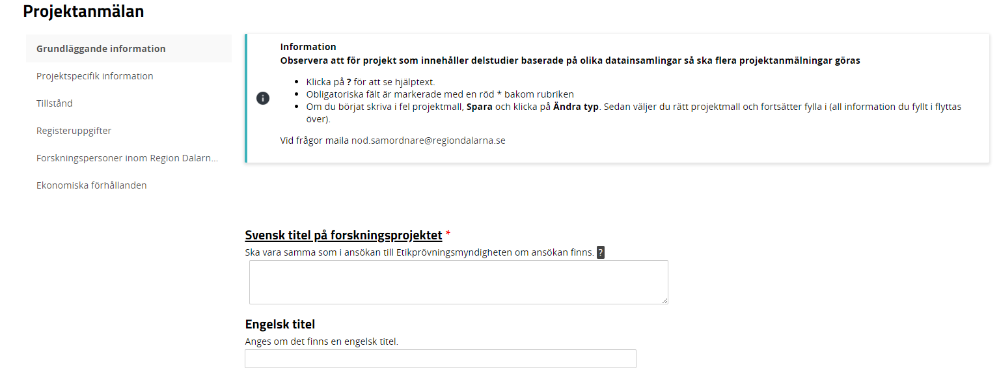 Projektanmälan
Grundläggande information
Projektspecifik information
Tillstånd
Registeruppgifter
Forskningspersoner inom Region Dalarn...
Ekonomiska förhållanden
Information
Observera att för projekt som innehåller delstudier baserade på olika datainsamlingar så ska flera projektanmälningar göras
• Klicka på ? för att se hjälptext.
• Obligatoriska fält är markerade med en röd * bakom rubriken
• Om du börjat skriva i fel projektmall, Spara och klicka på Ändra typ. Sedan väljer du rätt projektmall och fortsätter fylla i (all information du fyllt i flyttas
över).
Vid frågor maila nod.samordnare@regiondalarna.se
Svensk titel på forskningsprojektet *
Ska vara samma som i ansökan till Etikprövningsmyndigheten om ansökan finns. ?
Engelsk titel
Anges om det finns en engelsk titel.